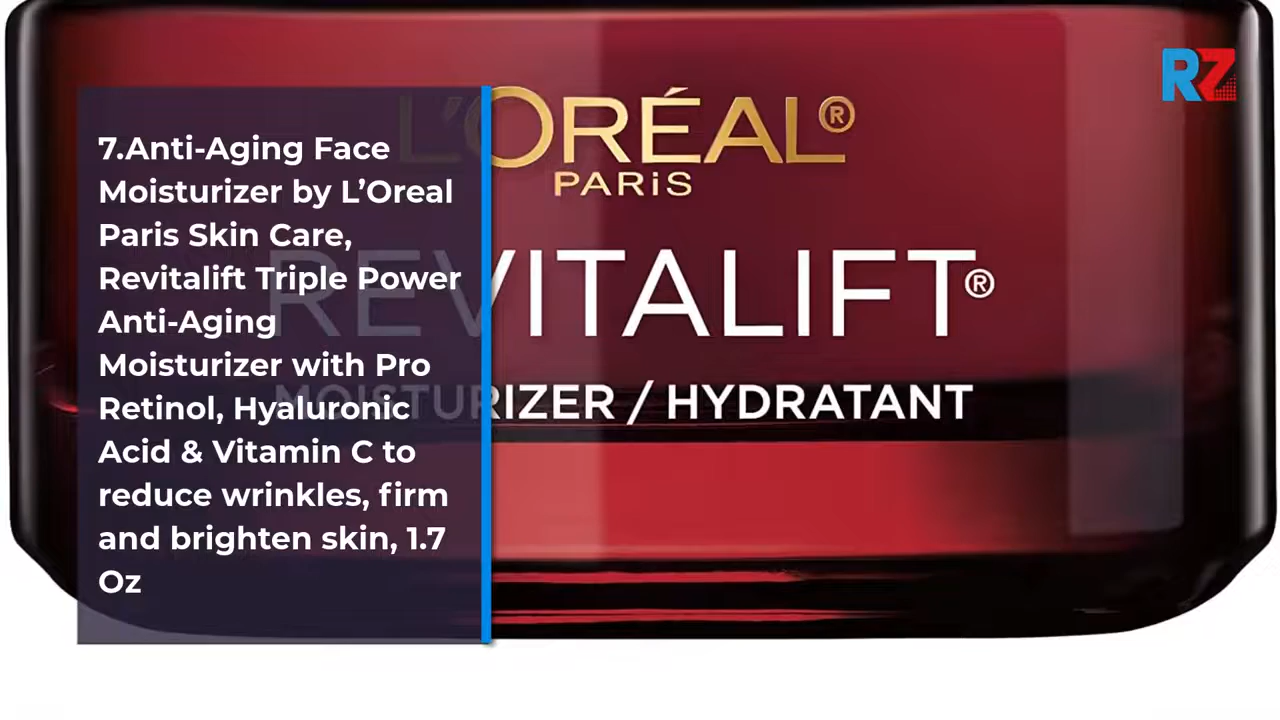 7.Anti-Aging Face
Moisturizer by L’Oreal
Paris Skin Care,
Revitalift Triple Power
Anti-Aging
Moisturizer with Pro
Retinol, Hyaluronic
Acid & Vitamin C to
reduce wrinkles, firm
and brighten skin, 1.7
Oz
L'ORÉAL®
PARiS
REVITALIFT®
MOISTURIZER / HYDRATANT
RZ